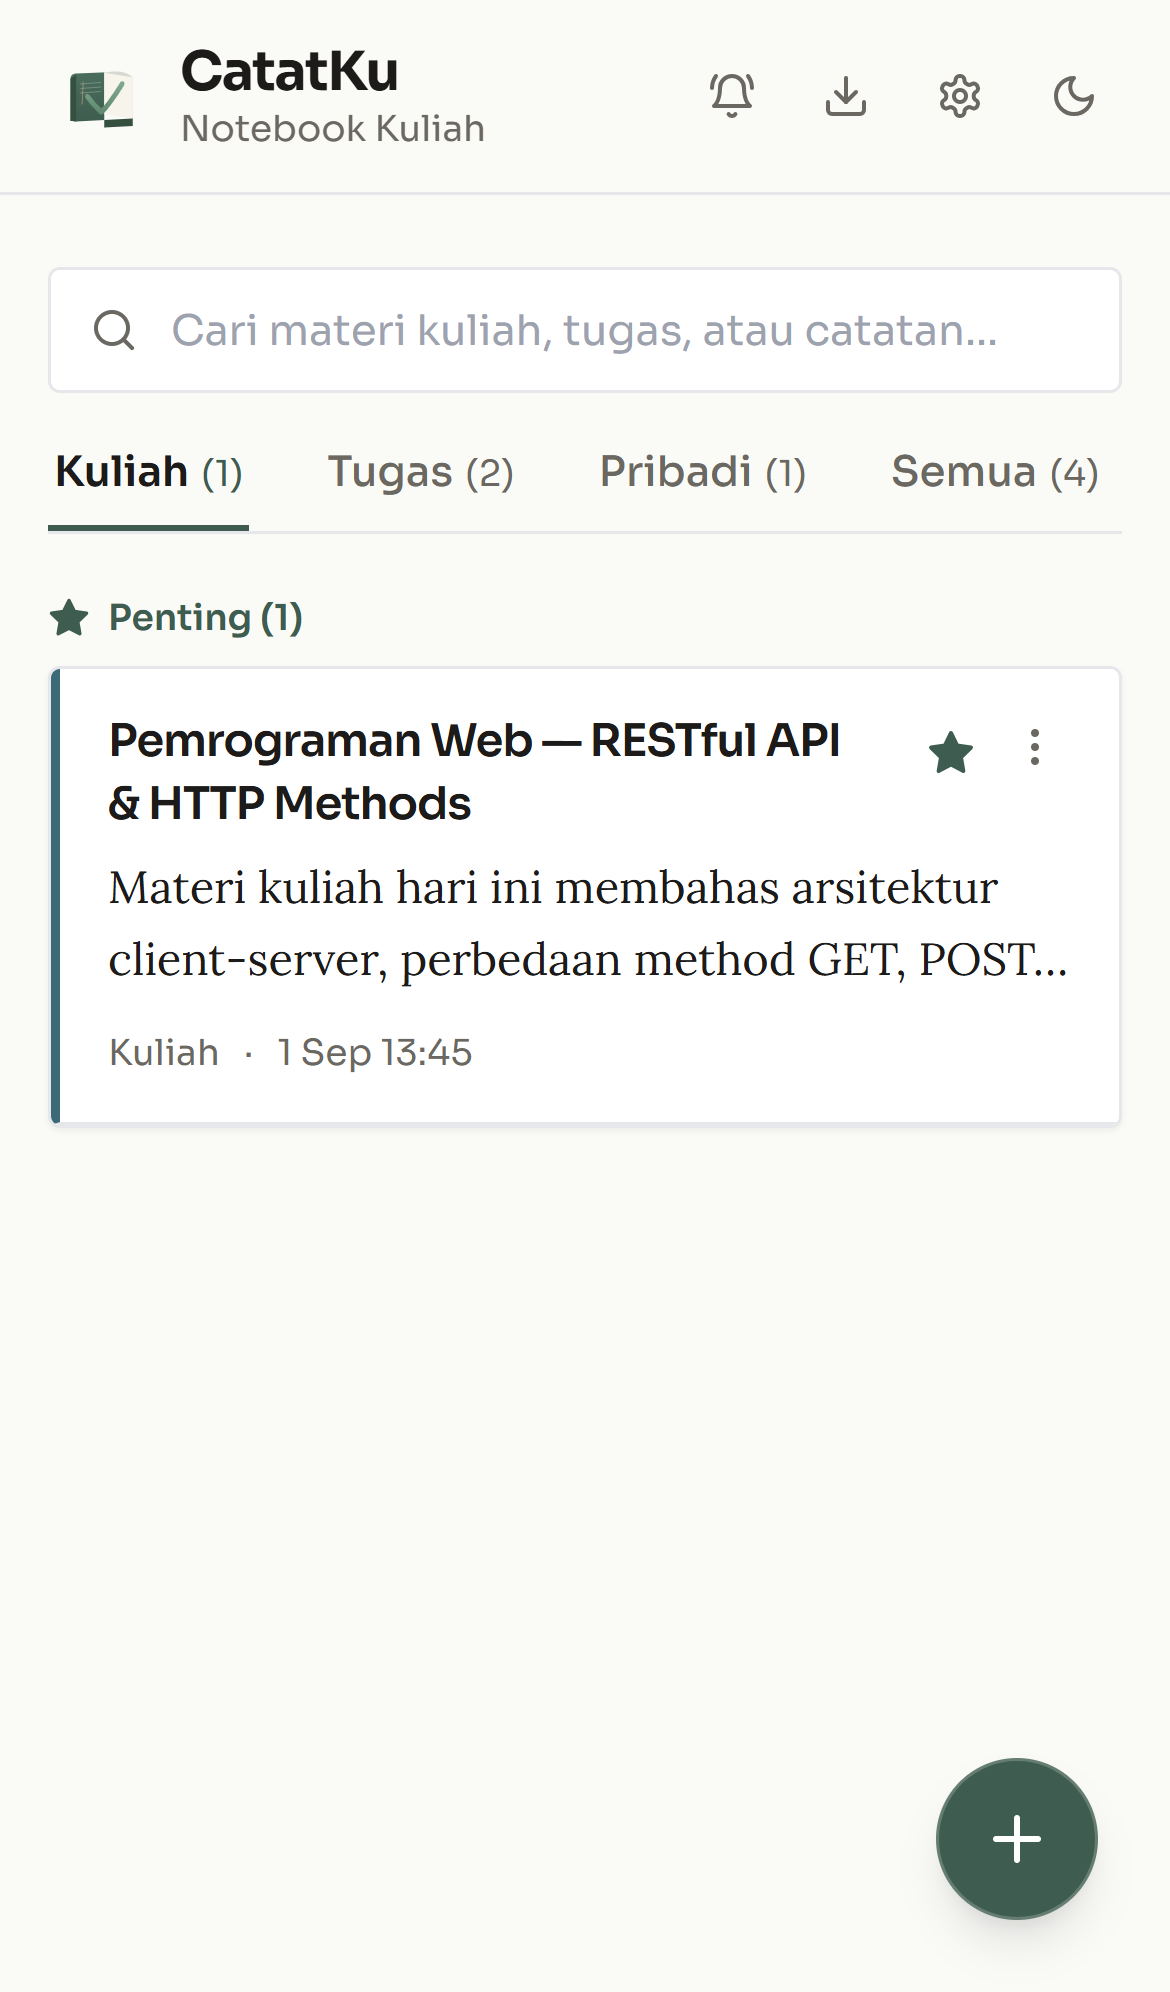 CatatKu
Notebook Kuliah
Cari materi kuliah, tugas, atau catatan...
Kuliah (1)
Tugas (2)
Pribadi (1)
Semua (4)
Penting (1)
Pemrograman Web — RESTful API
& HTTP Methods
Materi kuliah hari ini membahas arsitektur
client-server, perbedaan method GET, POST...
Kuliah · 1 Sep 13:45